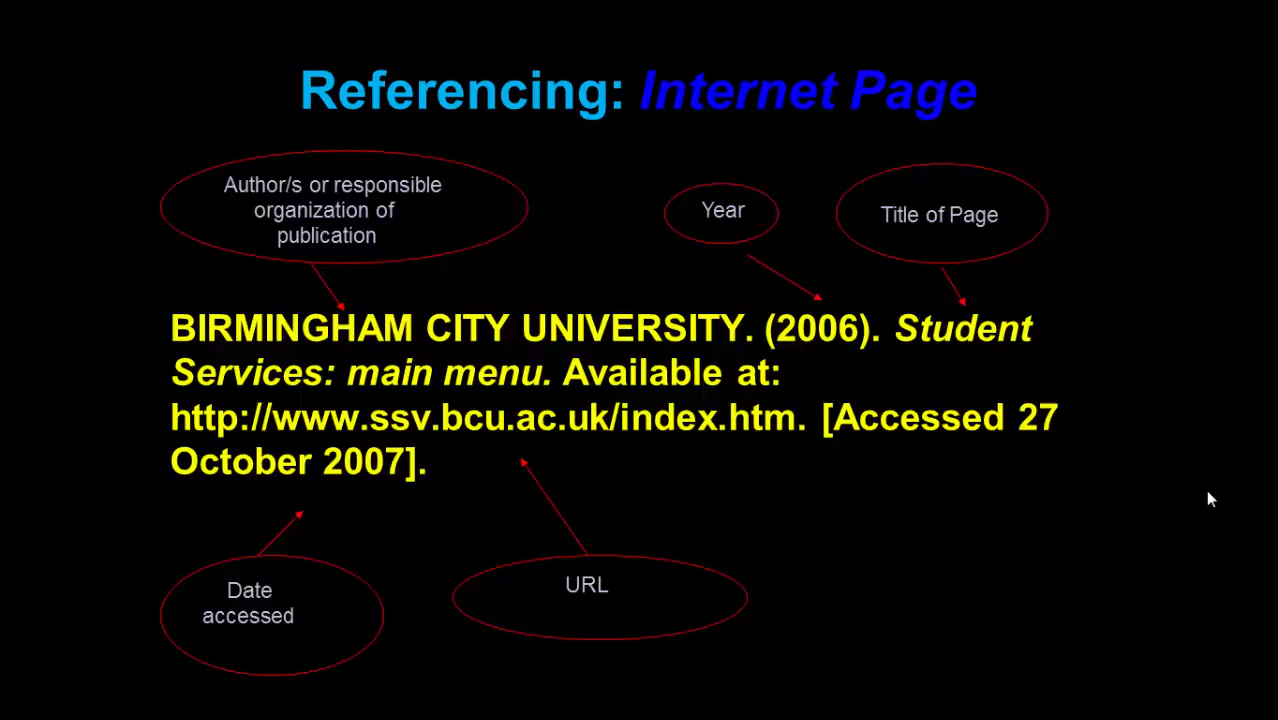 Referencing: Internet Page
Author/s or responsible
organization of
publication
Year
Title of Page
BIRMINGHAM CITY UNIVERSITY. (2006). Student
Services: main menu. Available at:
http://www.ssv.bcu.ac.uk/index.htm. [Accessed 27
October 2007].
Date
accessed
URL